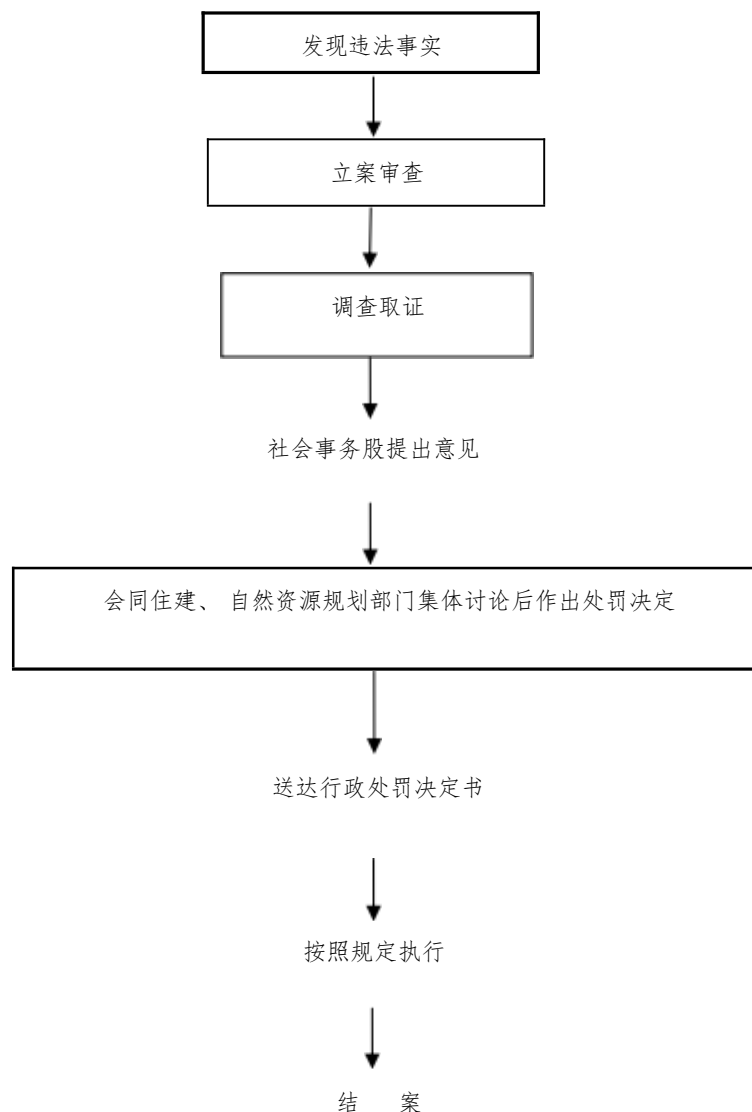 发现违法事实
立案审查
调查取证
社会事务股提出意见
会同住建、 自然资源规划部门集体讨论后作出处罚决定
送达行政处罚决定书
按照规定执行
结 案